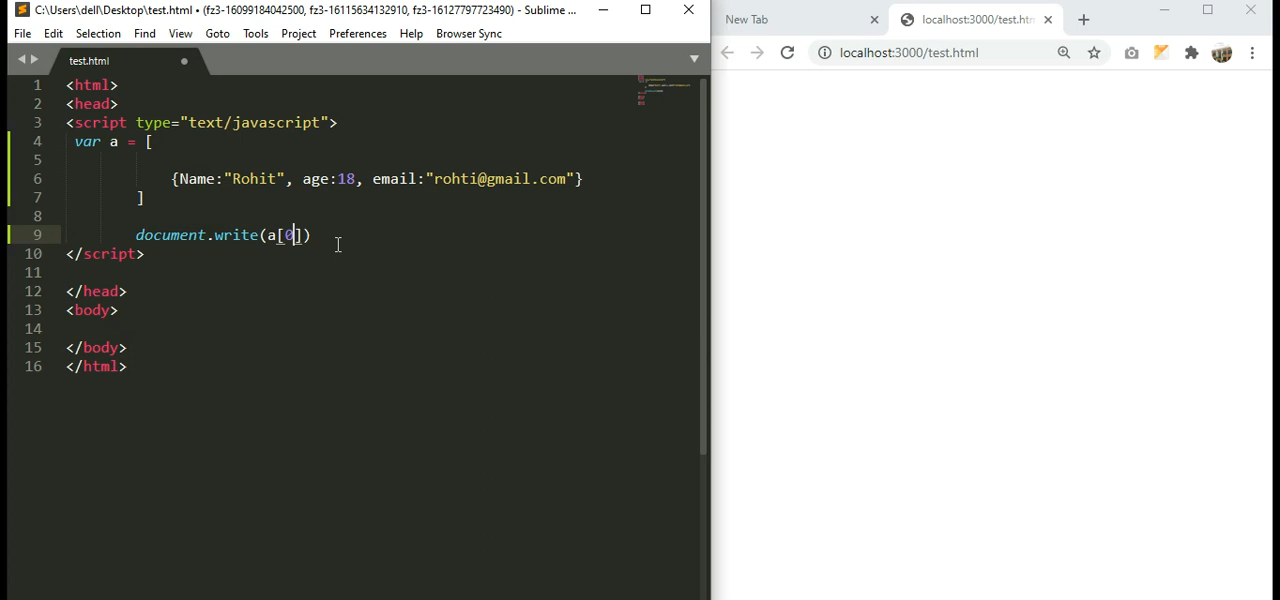 C:\Users\dell\Desktop\test.html • (fz3-16099184042500, fz3-16115634132910, fz3-16127797723490) - Sublime ...
File Edit Selection Find View Goto Tools Project Preferences Help Browser Sync
test.html
1 <html>
2 <head>
3 <script type="text/javascript">
4 var a = [
5
6 {Name:"Rohit", age:18, email:"rohti@gmail.com"}
7 ]
8
9 document.write(a[0])
10 </script>
11
12 </head>
13 <body>
14
15 </body>
16 </html>
New Tab
localhost:3000/test.htm
localhost:3000/test.html